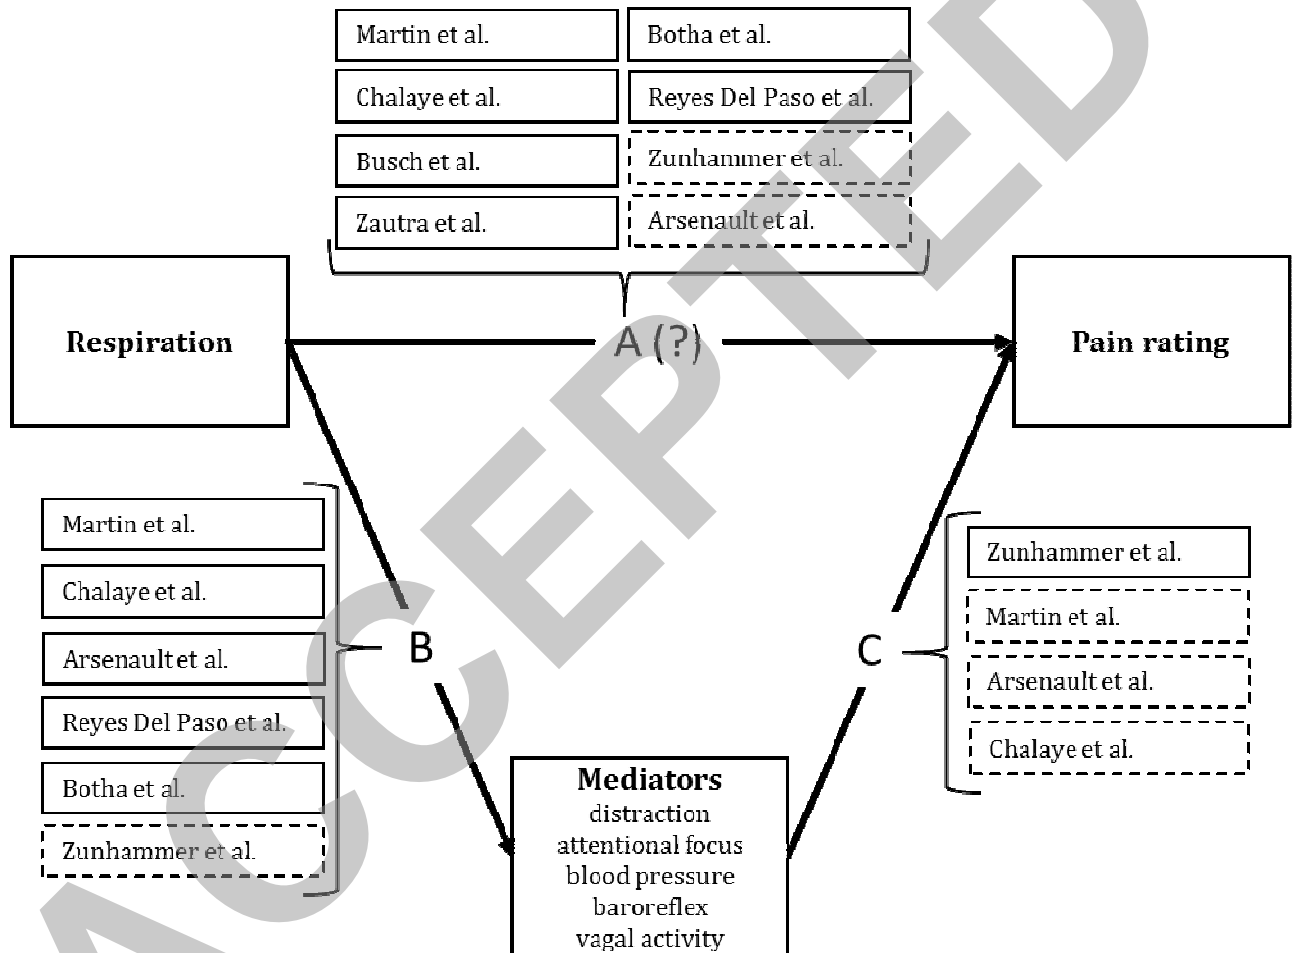 Martin et al.
Botha et al.
Chalaye et al.
Reyes Del Paso et al.
Busch et al.
Zunhammer et al.
Zautra et al.
Arsenault et al.
Respiration
A (?)
Pain rating
Martin et al.
Chalaye et al.
Arsenault et al.
Reyes Del Paso et al.
Botha et al.
Zunhammer et al.
B
C
Zunhammer et al.
Martin et al.
Arsenault et al.
Chalaye et al.
Mediators
distraction
attentional focus
blood pressure
baroreflex
vagal activity
ACCEPTED